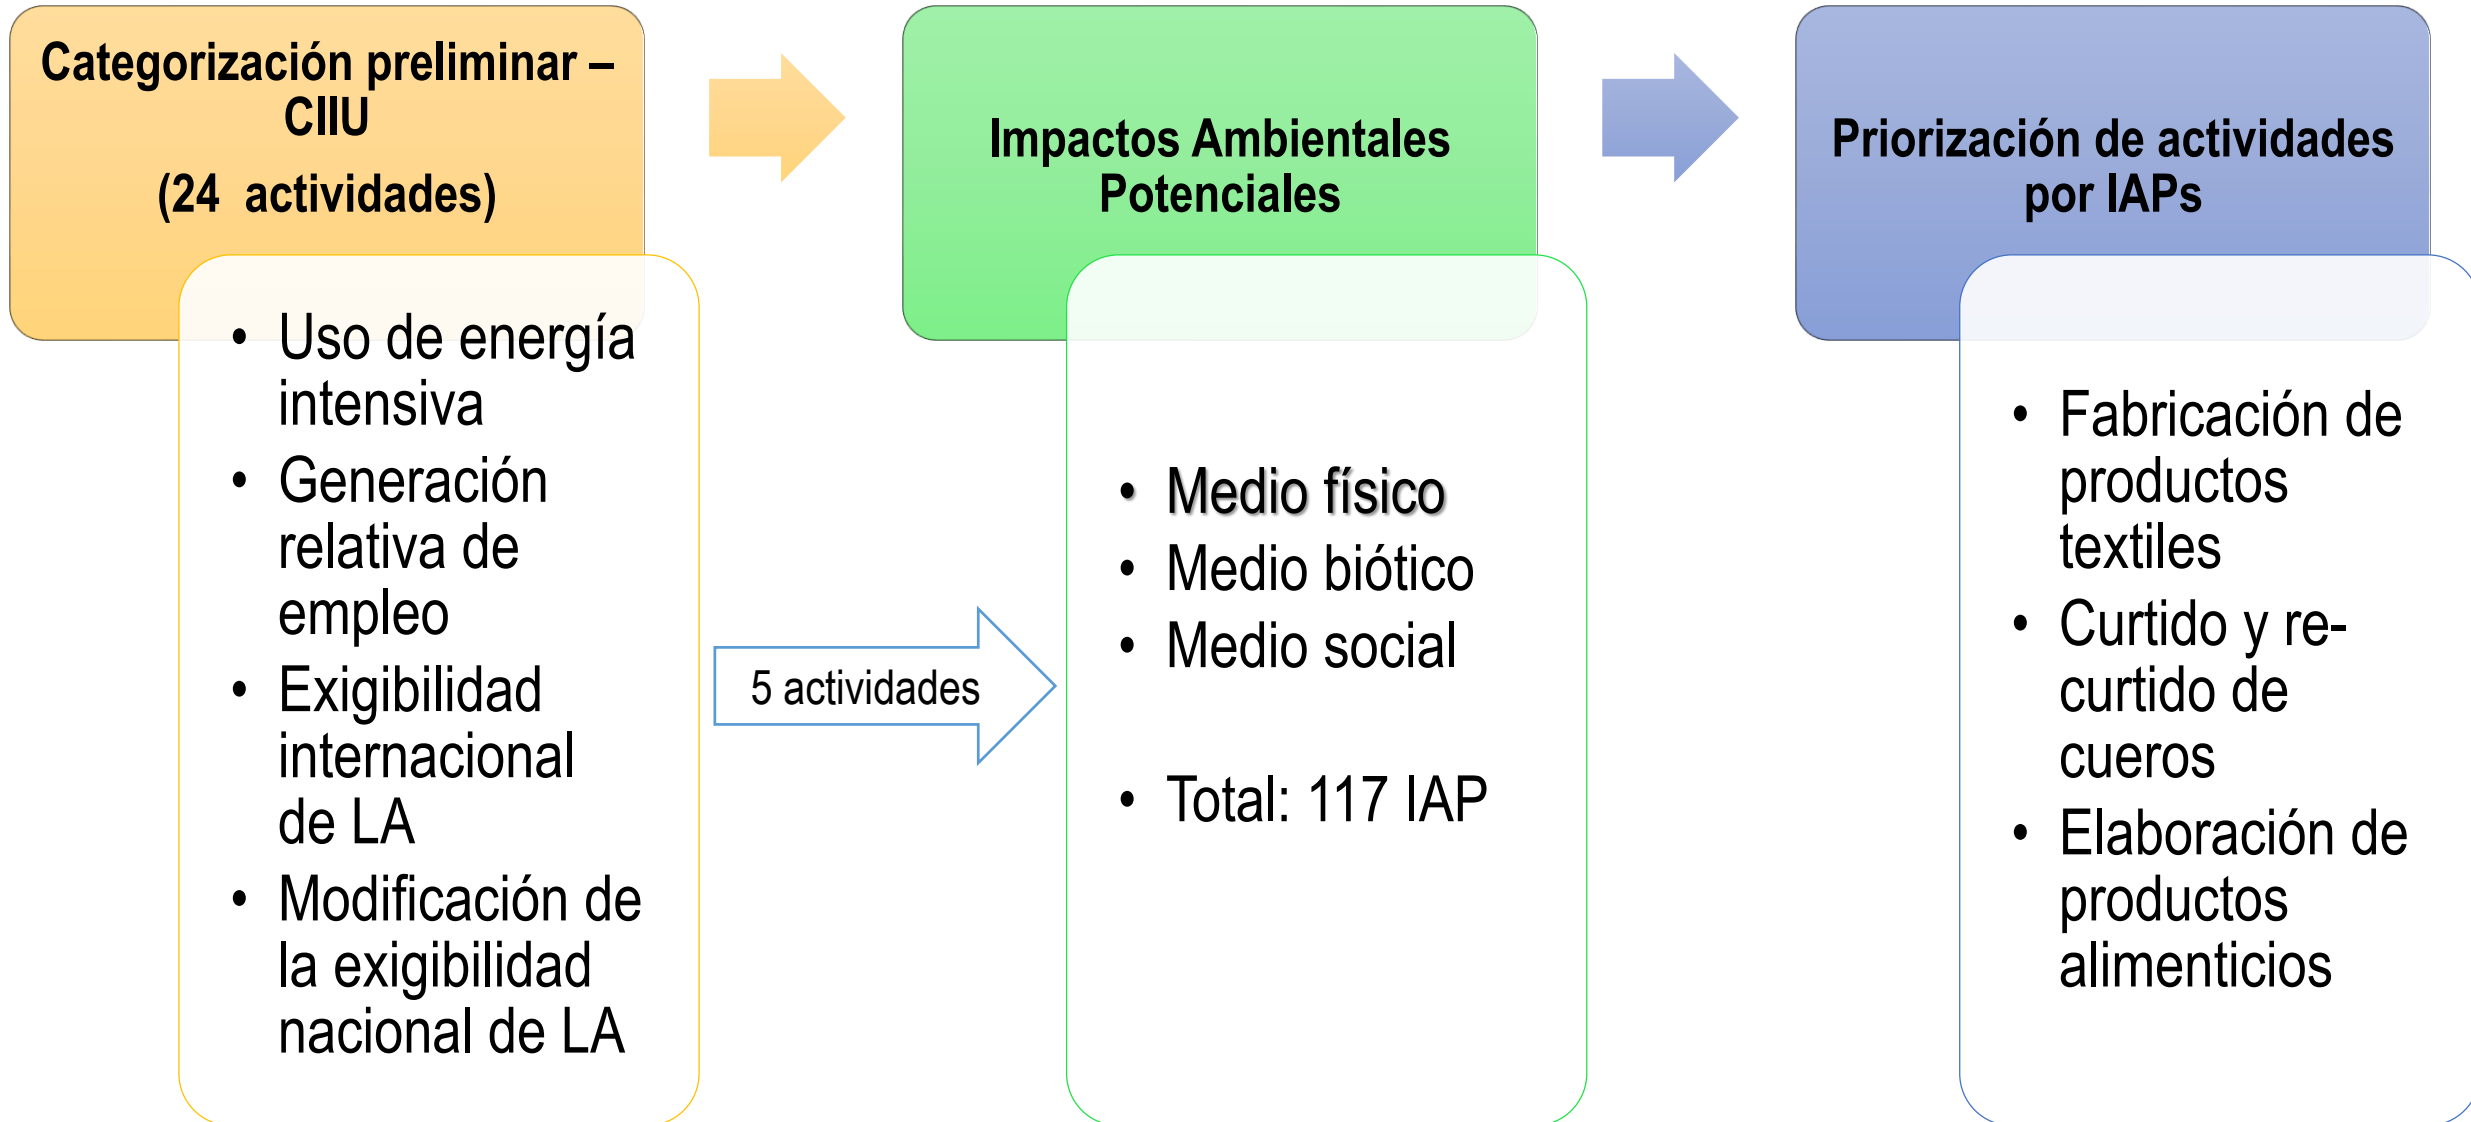 Categorización preliminar –
CIIU
(24 actividades)
• Uso de energía
intensiva
• Generación
relativa de
empleo
• Exigibilidad
internacional
de LA
• Modificación de
la exigibilidad
nacional de LA
5 actividades
Impactos Ambientales
Potenciales
• Medio físico
• Medio biótico
• Medio social
• Total: 117 IAP
Priorización de actividades
por IAPs
• Fabricación de
productos
textiles
• Curtido y re-
curtido de
cueros
• Elaboración de
productos
alimenticios